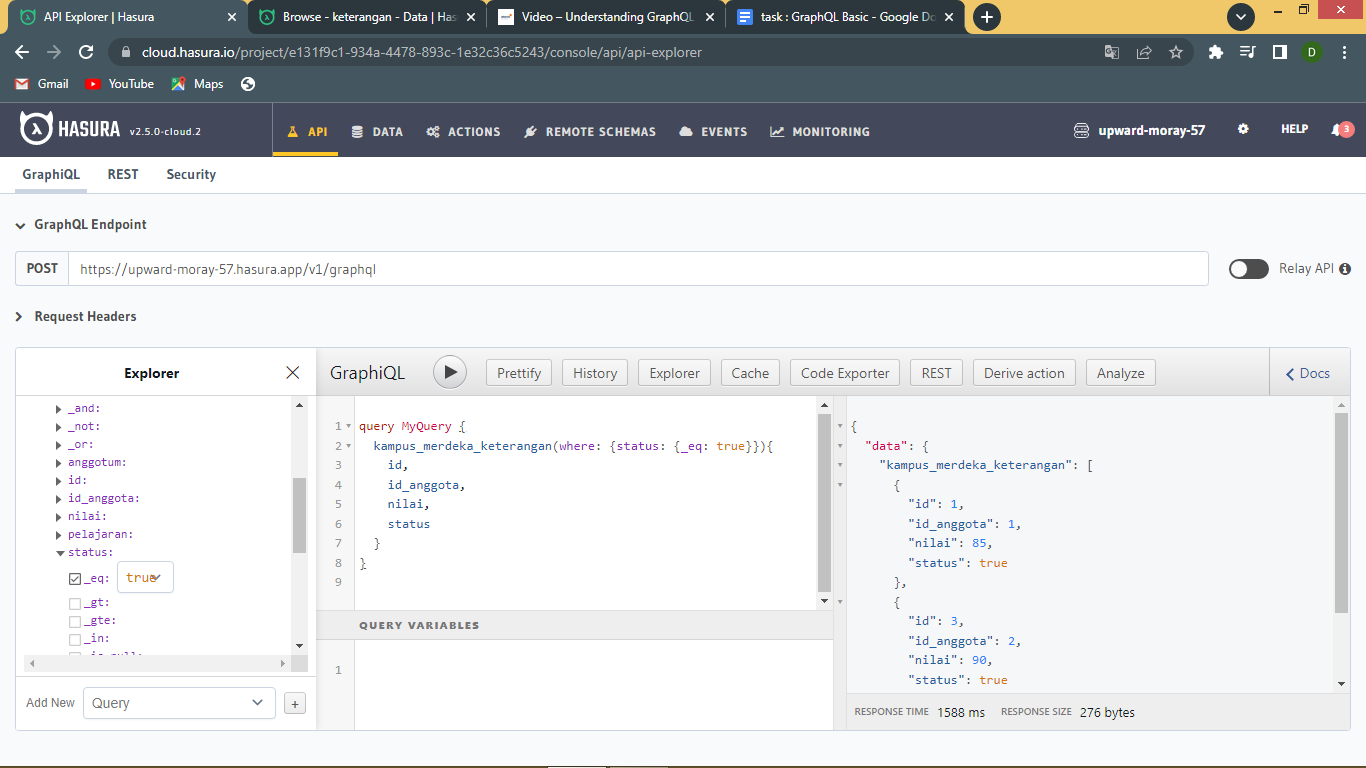 API Explorer | Hasura
Browse - keterangan - Data | Has
Video – Understanding GraphQL
task : GraphQL Basic - Google Do
cloud.hasura.io/project/e131f9c1-934a-4478-893c-1e32c36c5243/console/api/api-explorer
D
Gmail
YouTube
Maps
HASURA v2.5.0-cloud.2
API
DATA
ACTIONS
REMOTE SCHEMAS
EVENTS
MONITORING
upward-moray-57
HELP
3
GraphiQL
REST
Security
GraphQL Endpoint
POST
https://upward-moray-57.hasura.app/v1/graphql
Relay API
Request Headers
Explorer
_and:
_not:
_or:
anggotum:
id:
id_anggota:
nilai:
pelajaran:
status:
_eq: true
_gt:
_gte:
_in:
_is_null:
Add New
Query
+
GraphiQL
Prettify
History
Explorer
Cache
Code Exporter
REST
Derive action
Analyze
Docs
1 query MyQuery {
2 kampus_merdeka_keterangan(where: {status: {_eq: true}}){
3 id,
4 id_anggota,
5 nilai,
6 status
7 }
8 }
9
QUERY VARIABLES
1
{
"data": {
"kampus_merdeka_keterangan": [
{
"id": 1,
"id_anggota": 1,
"nilai": 85,
"status": true
},
{
"id": 3,
"id_anggota": 2,
"nilai": 90,
"status": true
RESPONSE TIME 1588 ms RESPONSE SIZE 276 bytes